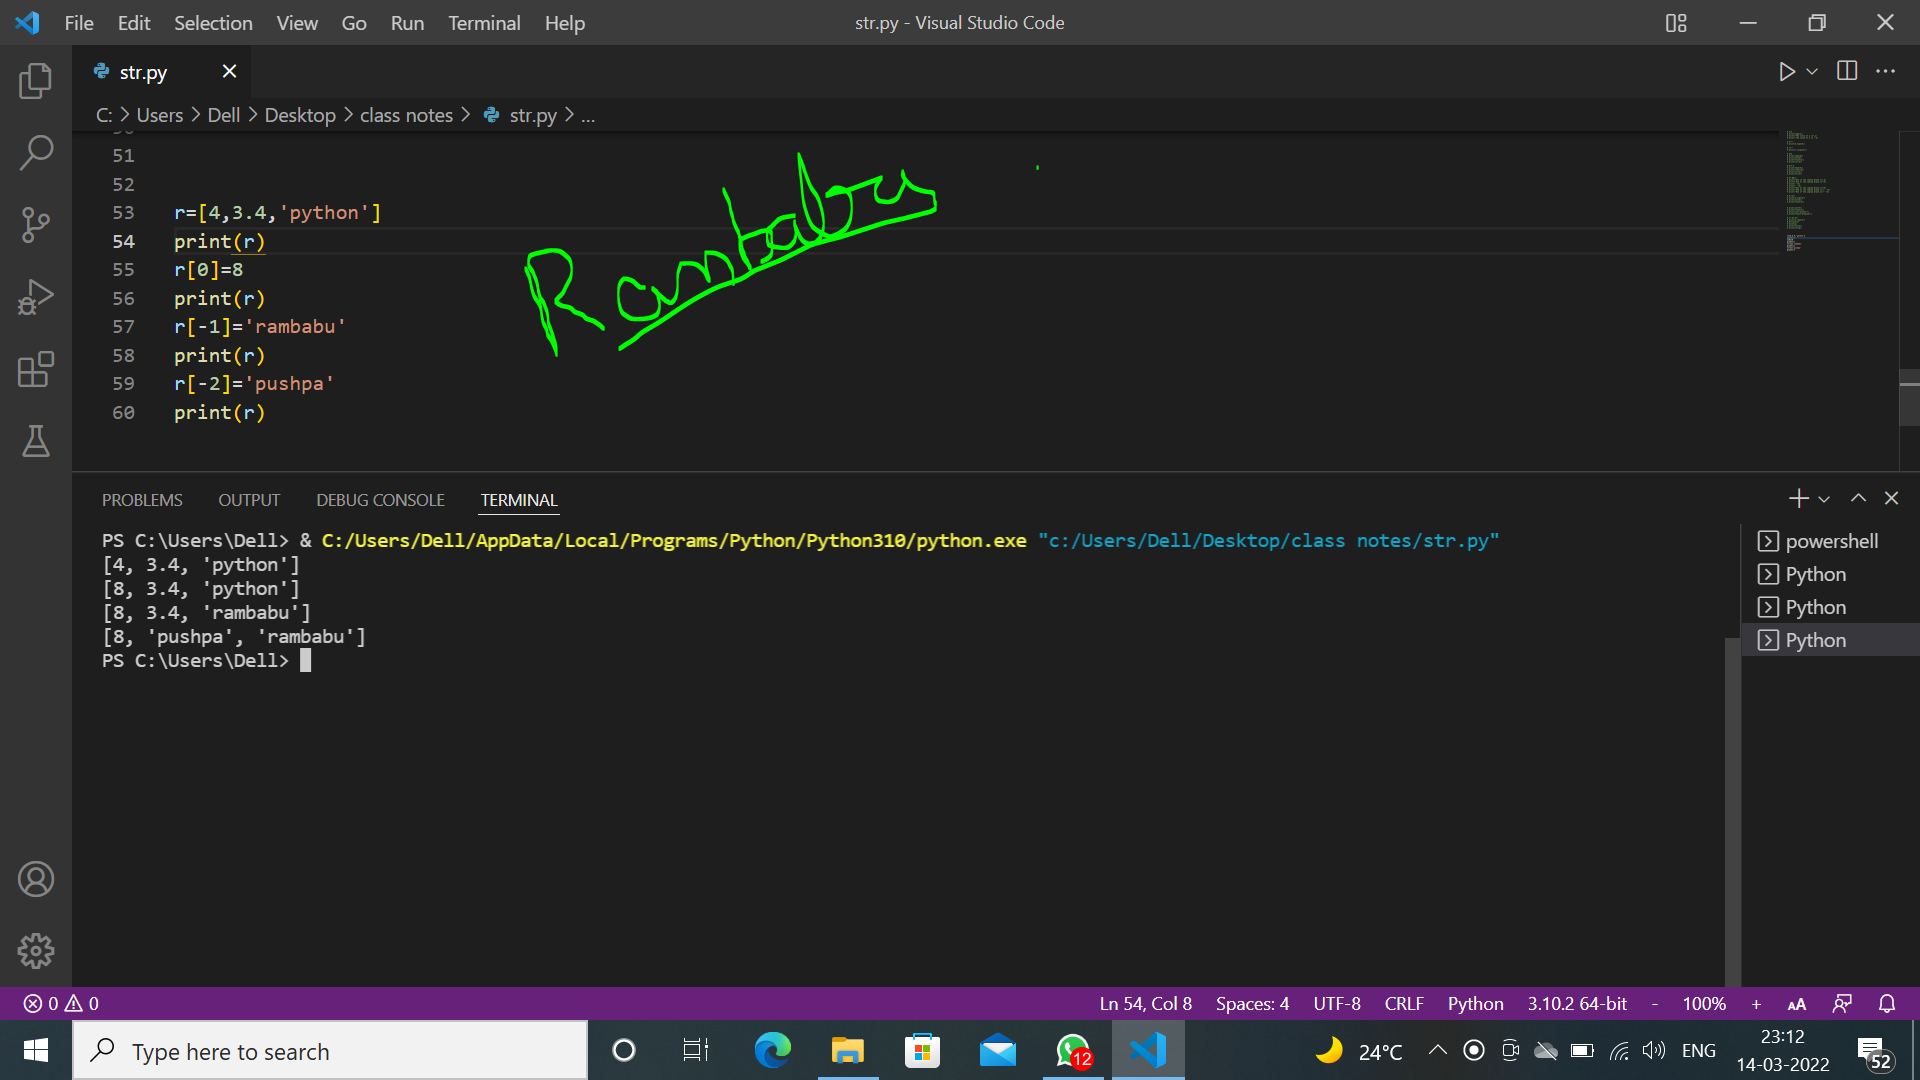 File Edit Selection View Go Run Terminal Help str.py - Visual Studio Code
str.py
C: > Users > Dell > Desktop > class notes > str.py > ...
51
52
53 r=[4,3.4,'python']
54 print(r)
55 r[0]=8
56 print(r)
57 r[-1]='rambabu'
58 print(r)
59 r[-2]='pushpa'
60 print(r)
Rambabu
PROBLEMS OUTPUT DEBUG CONSOLE TERMINAL
PS C:\Users\Dell> & C:/Users/Dell/AppData/Local/Programs/Python/Python310/python.exe "c:/Users/Dell/Desktop/class notes/str.py"
[4, 3.4, 'python']
[8, 3.4, 'python']
[8, 3.4, 'rambabu']
[8, 'pushpa', 'rambabu']
PS C:\Users\Dell>
powershell
Python
Python
Python
0 0 Ln 54, Col 8 Spaces: 4 UTF-8 CRLF Python 3.10.2 64-bit - 100% + AA
Type here to search 12 24°C ENG 23:12
14-03-2022 52